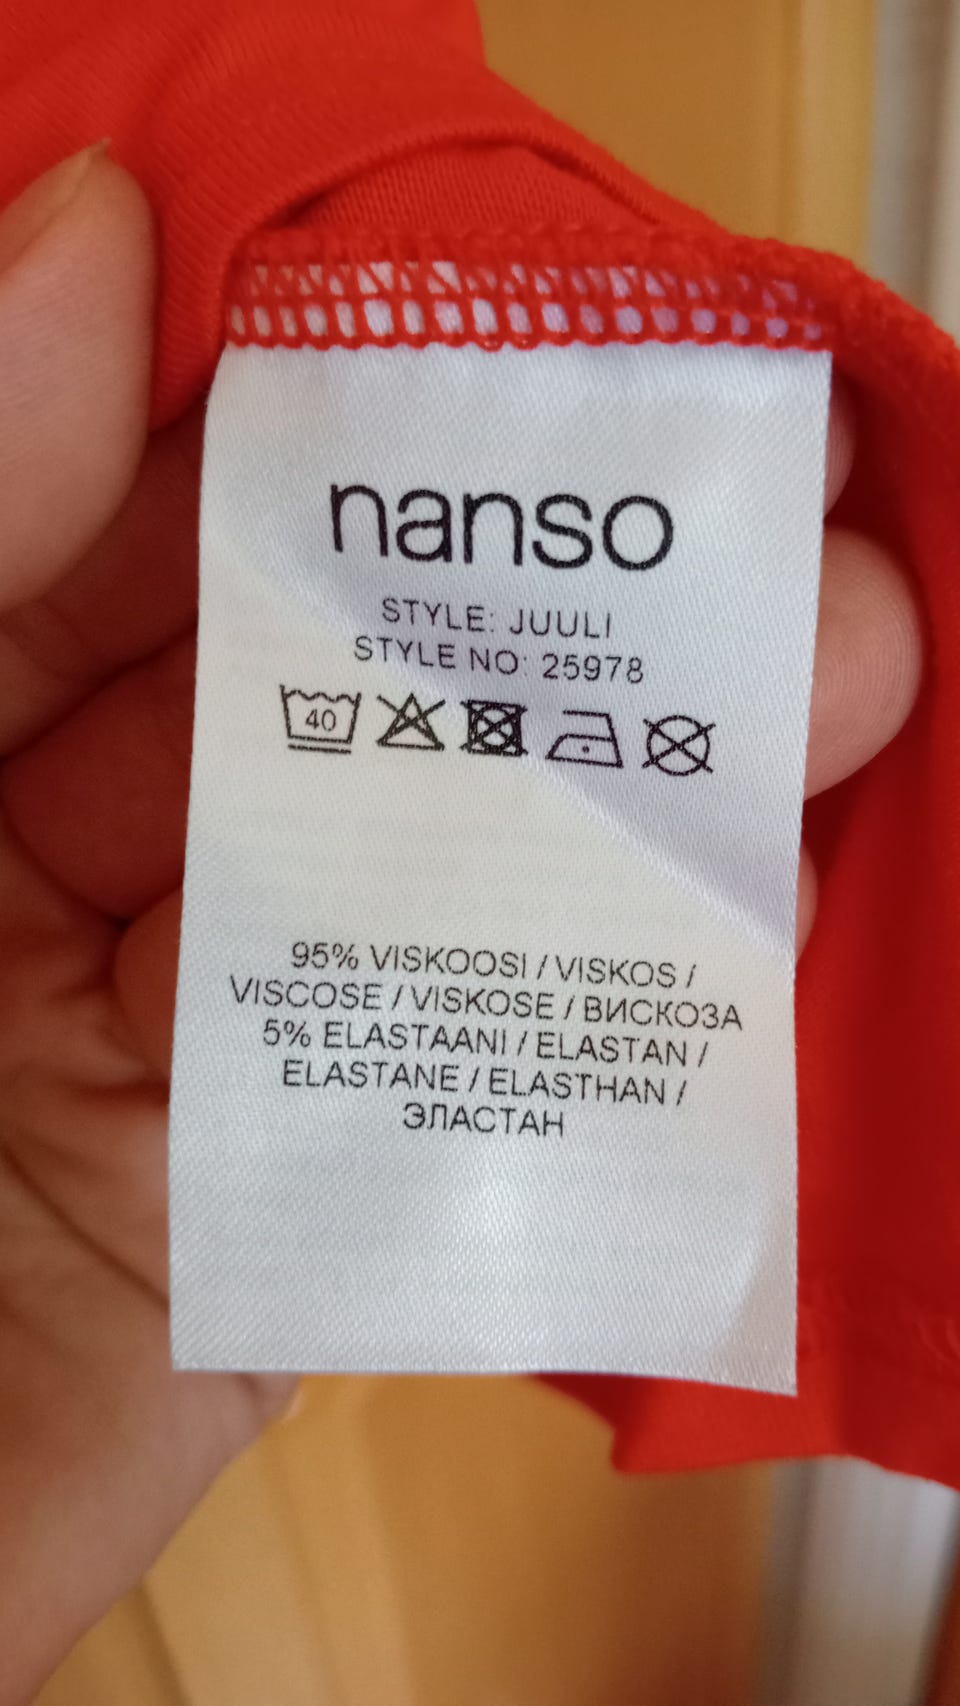 nanso
STYLE: JUULI
STYLE NO: 25978
40
95% VISKOOSI / VISKOS /
VISCOSE / VISKOSE / ВИСКОЗА
5% ELASTAANI / ELASTAN /
ELASTANE / ELASTHAN /
ЭЛАСТАН